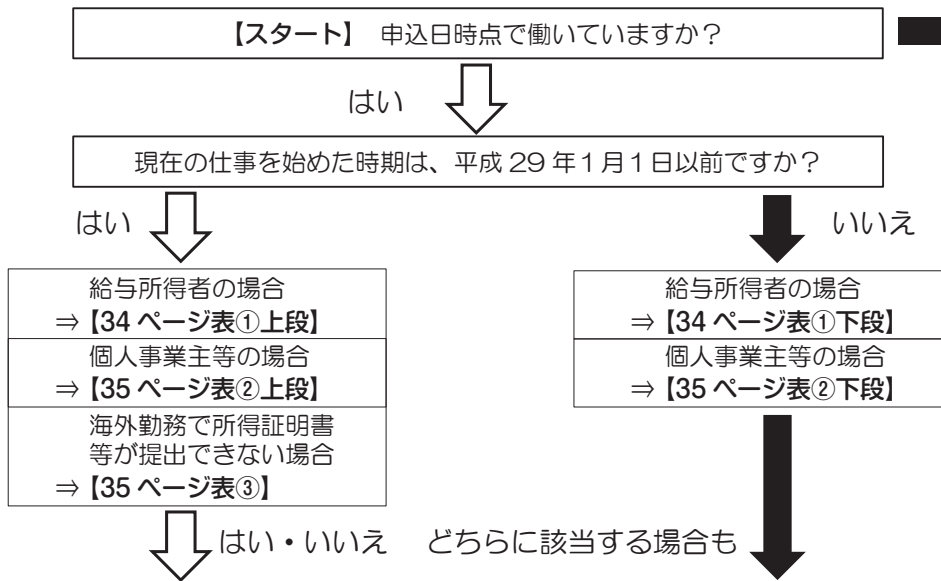 【スタート】 申込日時点で働いていますか？
はい
現在の仕事を始めた時期は、平成 29 年１月１日以前ですか？
はい
いいえ
給与所得者の場合
⇒【34 ページ表①上段】
個人事業主等の場合
⇒【35 ページ表②上段】
海外勤務で所得証明書
等が提出できない場合
⇒【35 ページ表③】
給与所得者の場合
⇒【34 ページ表①下段】
個人事業主等の場合
⇒【35 ページ表②下段】
はい・いいえ どちらに該当する場合も